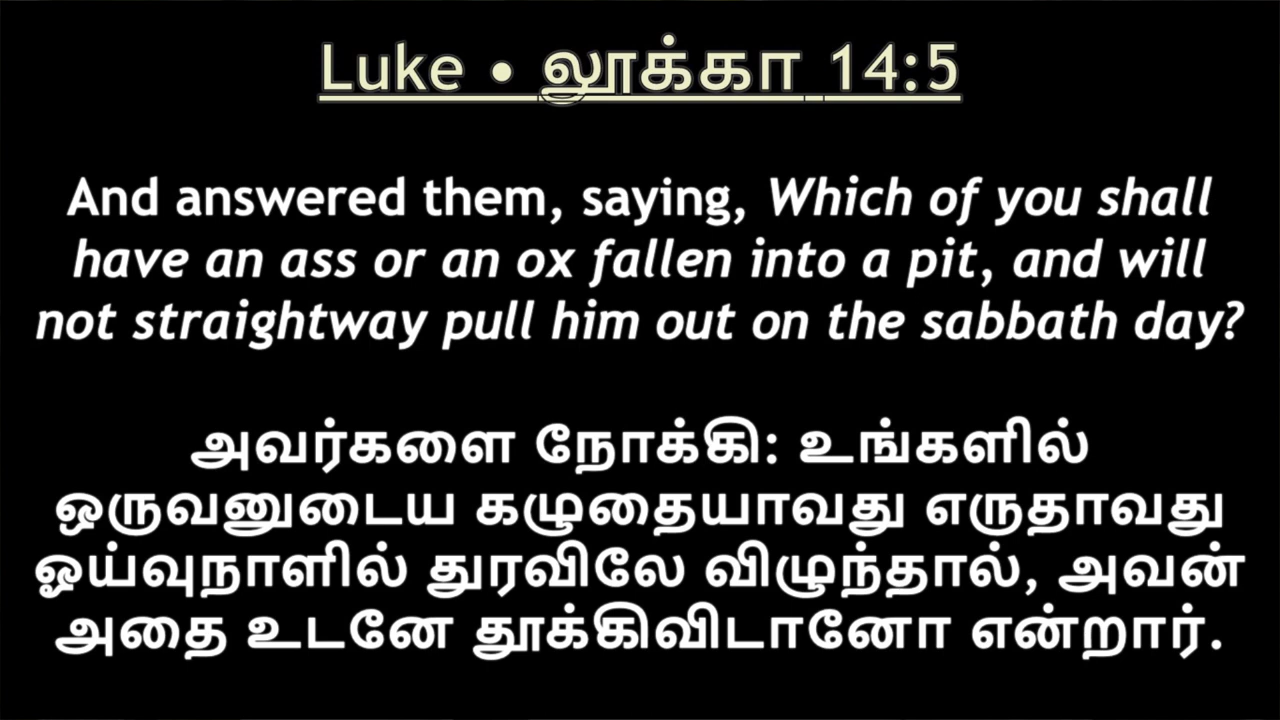 Luke • லூக்கா 14:5
And answered them, saying, Which of you shall
have an ass or an ox fallen into a pit, and will
not straightway pull him out on the sabbath day?
அவர்களை நோக்கி: உங்களில்
ஒருவனுடைய கழுதையாவது எருதாவது
ஓய்வுநாளில் துரவிலே விழுந்தால், அவன்
அதை உடனே தூக்கிவிடானோ என்றார்.